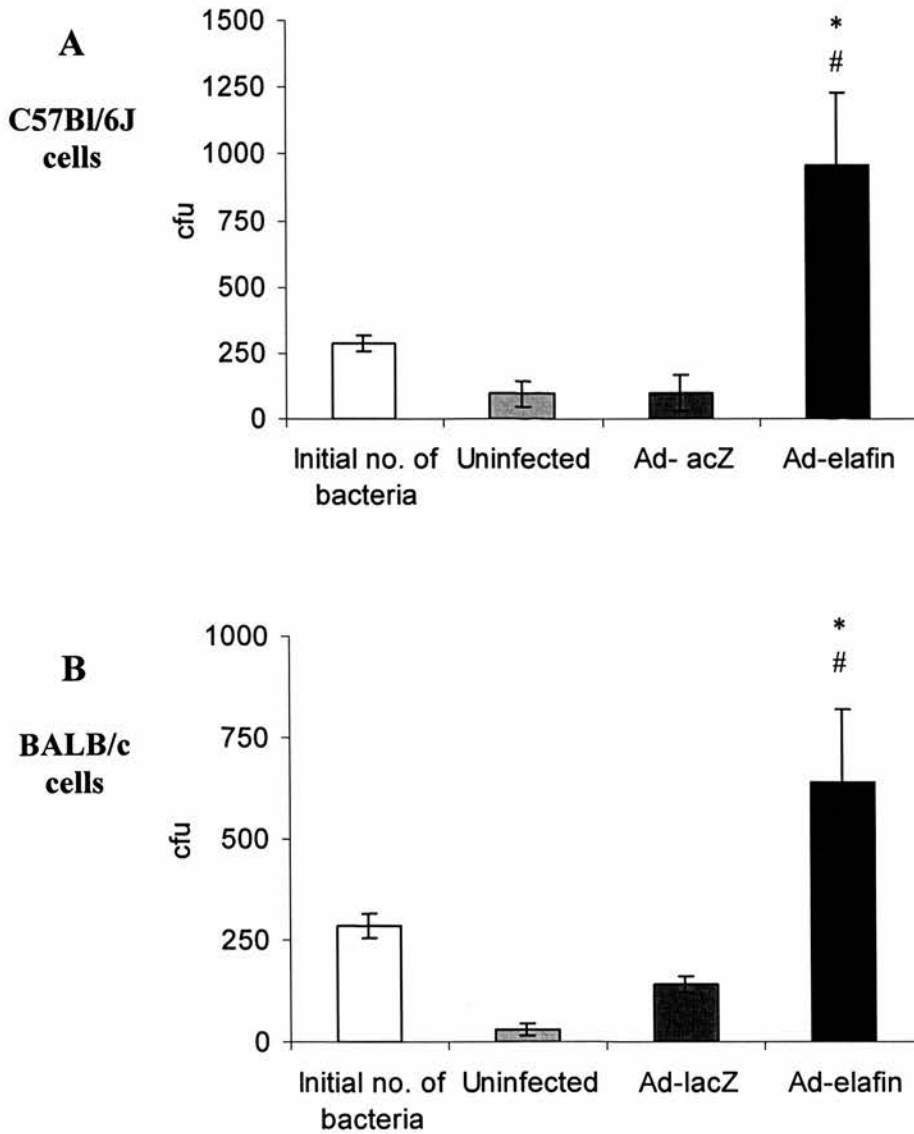 A
C57Bl/6J
cells
cfu
1500
1250
1000
750
500
250
0
*
#
Initial no. of
bacteria
Uninfected
Ad- acZ
Ad-elafin
B
BALB/c
cells
cfu
1000
750
500
250
0
*
#
Initial no. of
bacteria
Uninfected
Ad-lacZ
Ad-elafin